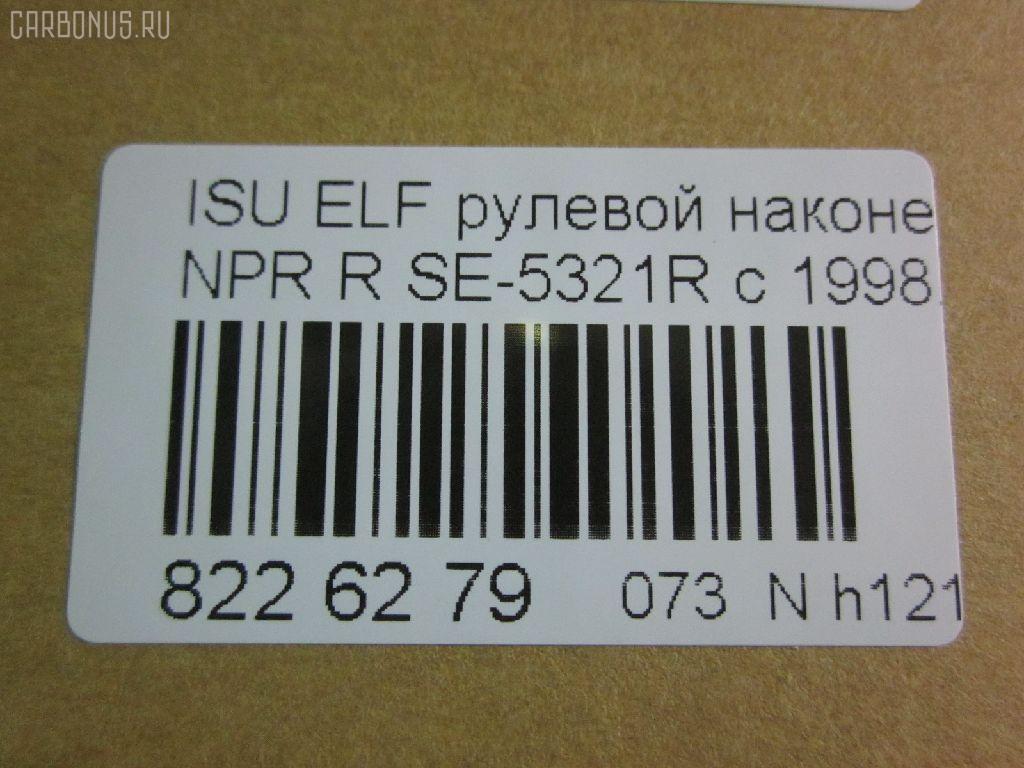 CARBONUS.RU
ISU ELF рулевой наконе
NPR R SE-5321R с 1998
822 62 79 073 N h121